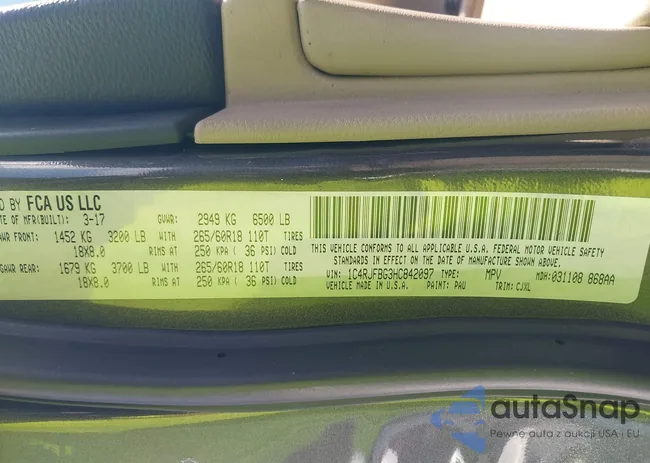 D BY FCA US LLC
ATE OF MFR(BUILT): 3-17 GVWR: 2949 KG 6500 LB
AWR FRONT: 1452 KG 3200 LB WITH 265/60R18 110T TIRES
18X8.0 RIMS AT 250 KPA ( 36 PSI) COLD
GAWR REAR: 1679 KG 3700 LB WITH 265/60R18 110T TIRES
18X8.0 RIMS AT 250 KPA ( 36 PSI) COLD
THIS VEHICLE CONFORMS TO ALL APPLICABLE U.S.A. FEDERAL MOTOR VEHICLE SAFETY
STANDARDS IN EFFECT ON THE DATE OF MANUFACTURE SHOWN ABOVE.
VIN: 1C4RJFBG3HC842097 TYPE: MPV MDH: 031108 868AA
VEHICLE MADE IN U.S.A. PAINT: PAU TRIM: CJXL
autaSnap
Pewne auta z aukcji USA i EU